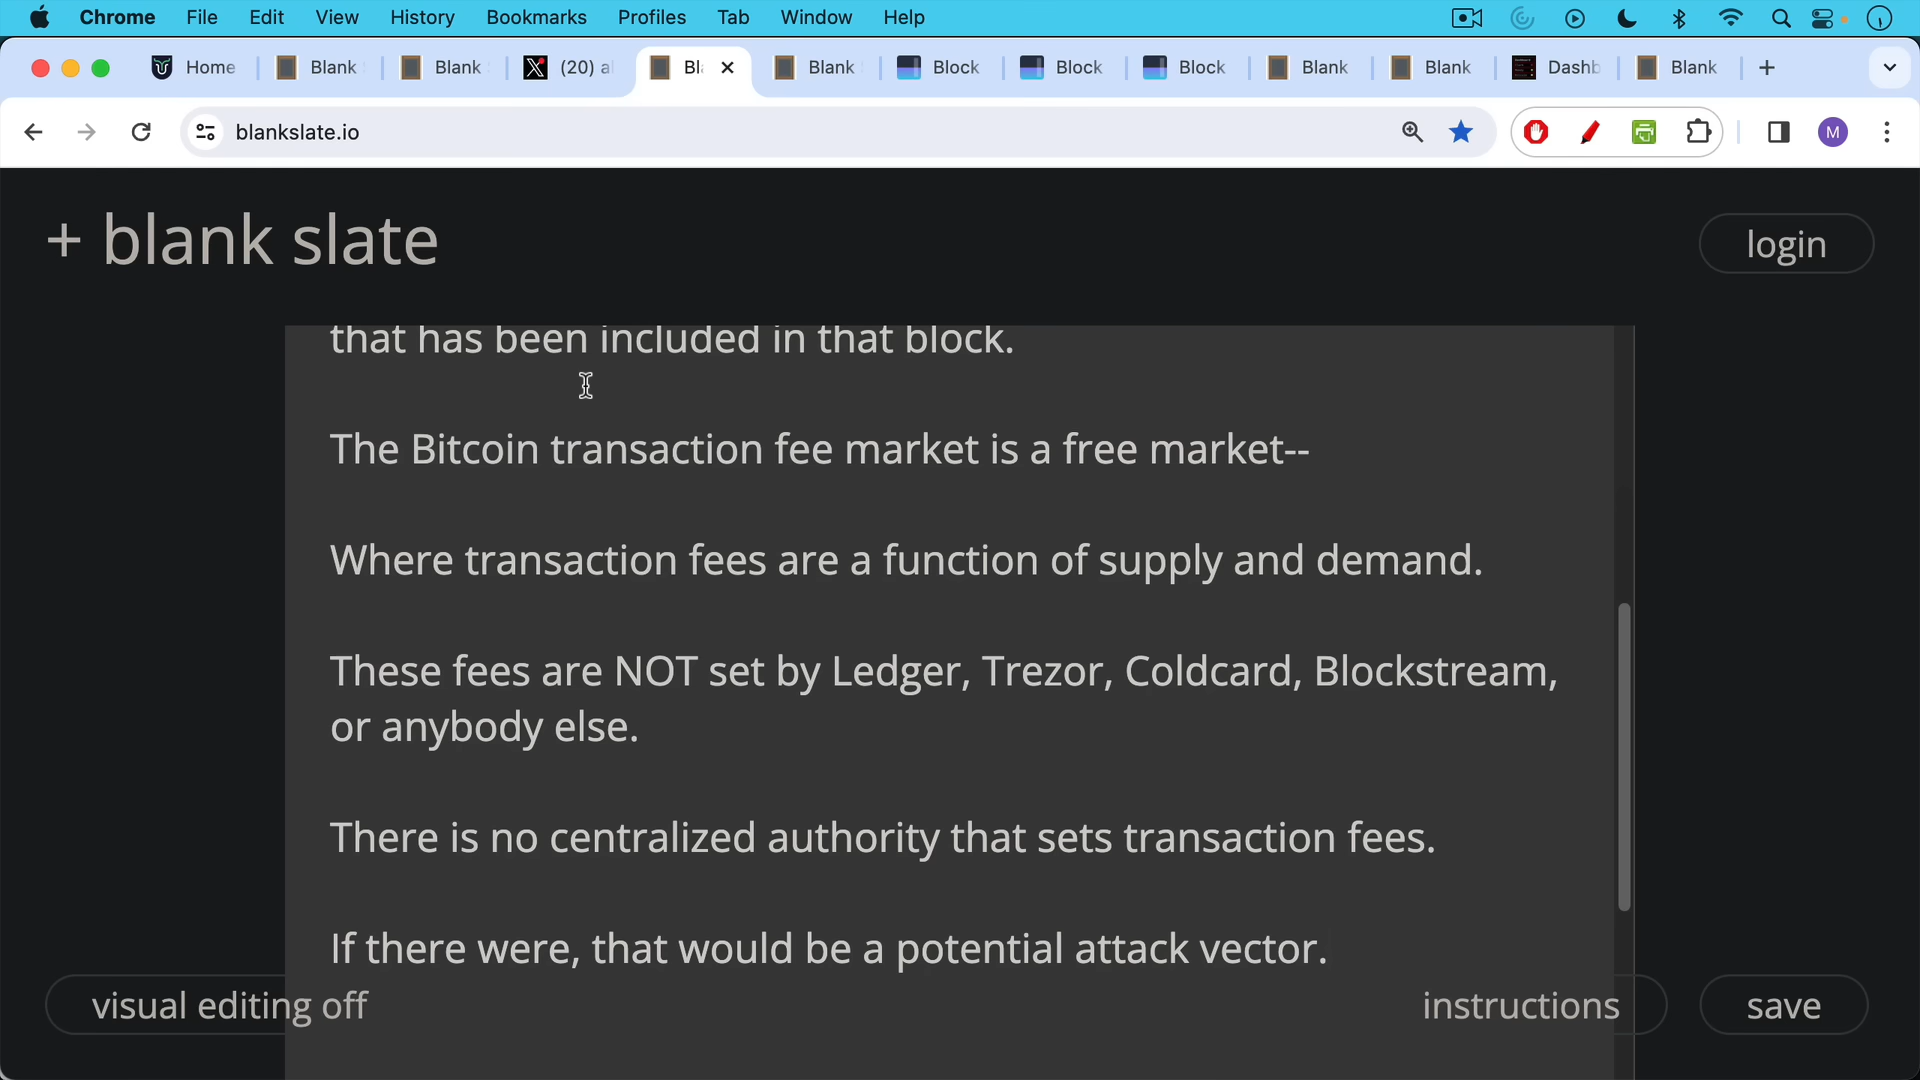 Chrome File Edit View History Bookmarks Profiles Tab Window Help
Home Blank Blank (20) al Bla Blank Block Block Block Blank Blank Dashb Blank
blankslate.io M
+ blank slate
login
that has been included in that block.
The Bitcoin transaction fee market is a free market--
Where transaction fees are a function of supply and demand.
These fees are NOT set by Ledger, Trezor, Coldcard, Blockstream,
or anybody else.
There is no centralized authority that sets transaction fees.
If there were, that would be a potential attack vector.
visual editing off instructions save